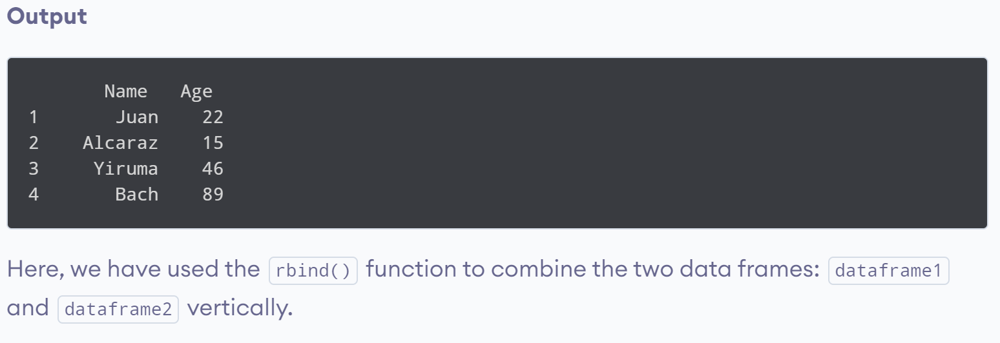 Output
Name Age
1 Juan 22
2 Alcaraz 15
3 Yiruma 46
4 Bach 89
Here, we have used the rbind() function to combine the two data frames: dataframe1
and dataframe2 vertically.